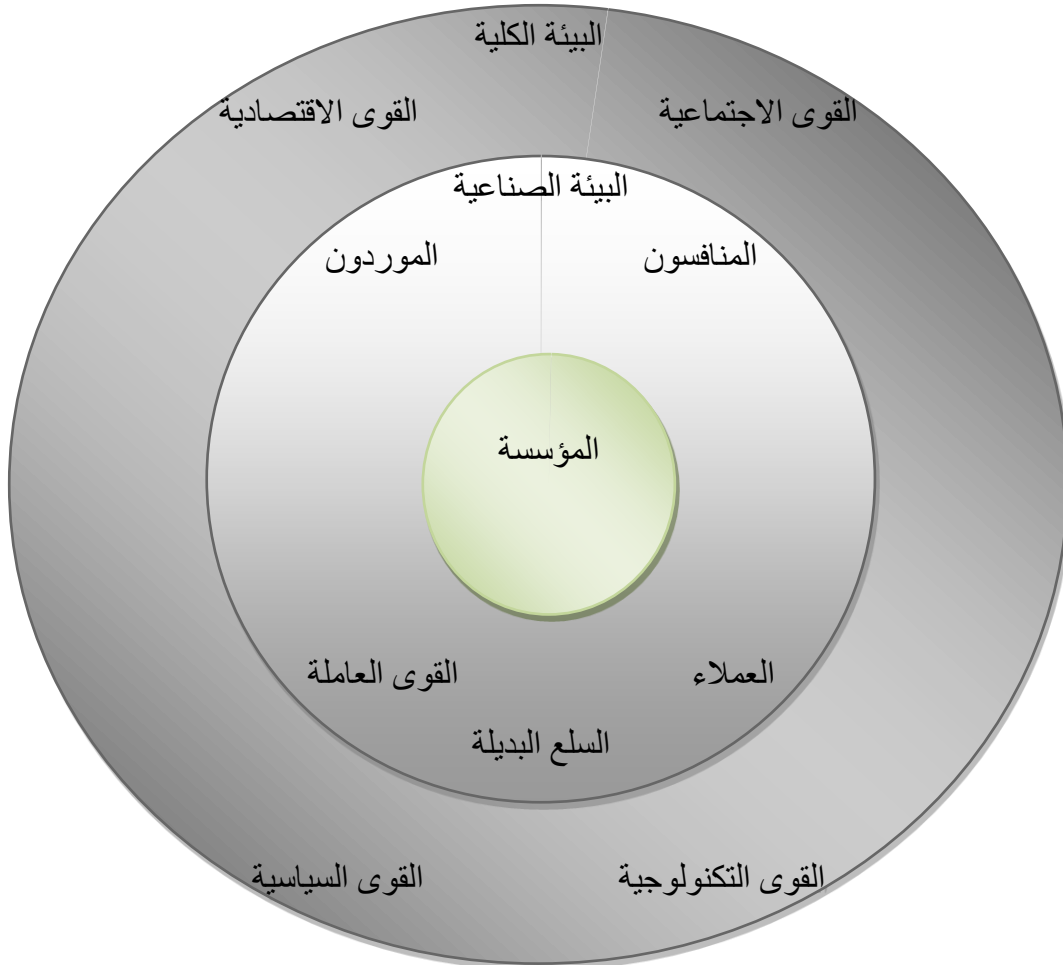 البيئة الكلية
القوى الاجتماعية
القوى الاقتصادية
البيئة الصناعية
المنافسون
الموردون
المؤسسة
العملاء
القوى العاملة
السلع البديلة
القوى التكنولوجية
القوى السياسية